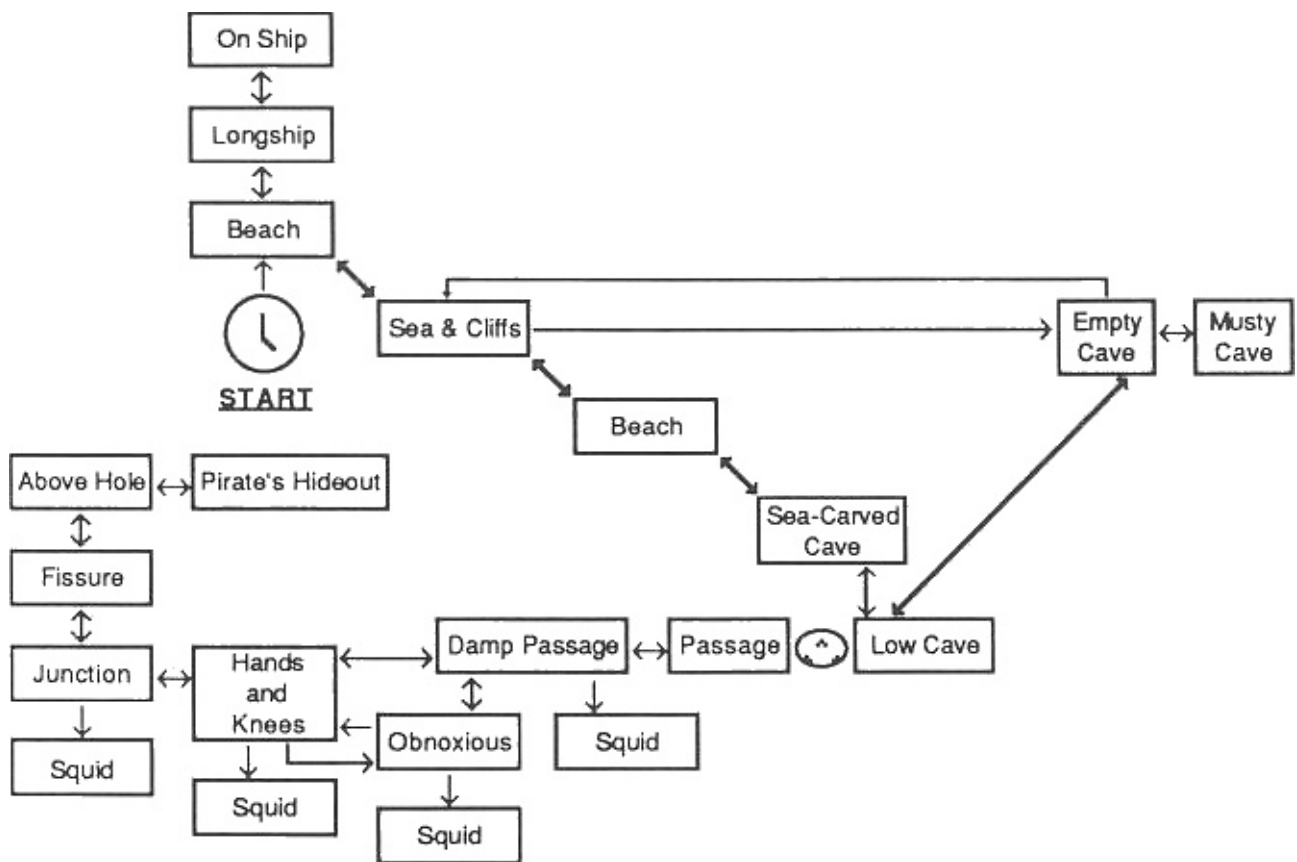 On Ship
Longship
Beach
START
Sea & Cliffs
Empty
Cave
Musty
Cave
Beach
Above Hole
Pirate's Hideout
Sea-Carved
Cave
Fissure
Junction
Hands
and
Knees
Damp Passage
Passage
Low Cave
Obnoxious
Squid
Squid
Squid
Squid